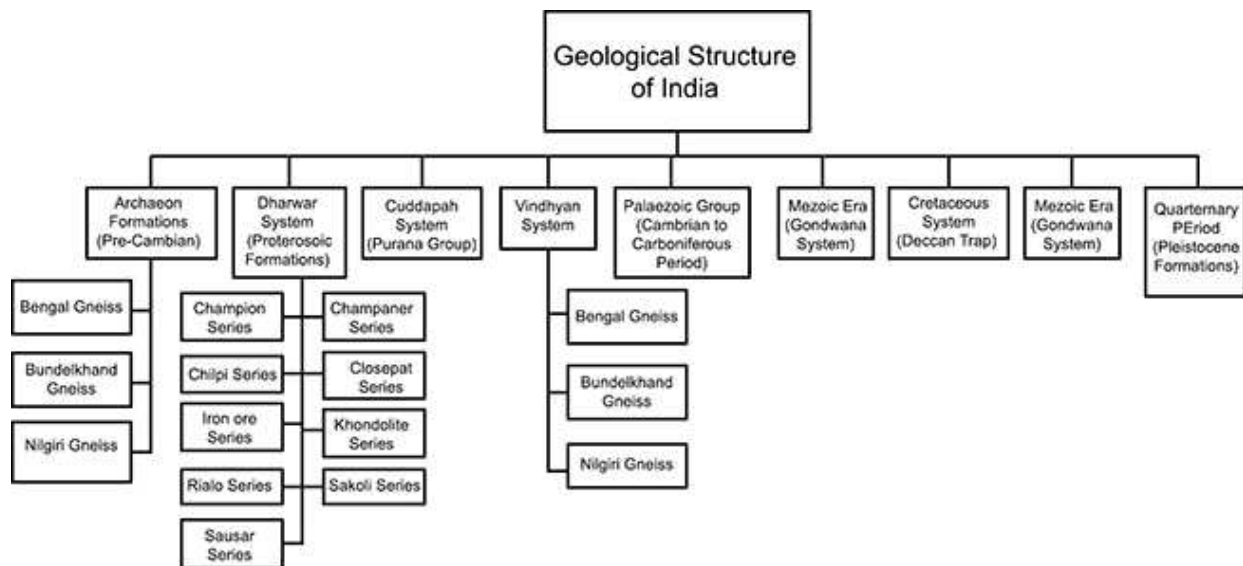 Geological Structure
of India
Archaeon
Formations
(Pre-Cambian)
Dharwar
System
(Proterosoic
Formations)
Cuddapah
System
(Purana Group)
Vindhyan
System
Palaezoic Group
(Cambrian to
Carboniferous
Period)
Mezoic Era
(Gondwana
System)
Cretaceous
System
(Deccan Trap)
Mezoic Era
(Gondwana
System)
Quarternary
PEriod
(Pleistocene
Formations)
Bengal Gneiss
Bundelkhand
Gneiss
Nilgiri Gneiss
Champion
Series
Champaner
Series
Chilpi Series
Closepat
Series
Iron ore
Series
Khondolite
Series
Rialo Series
Sakoli Series
Sausar
Series
Bengal Gneiss
Bundelkhand
Gneiss
Nilgiri Gneiss